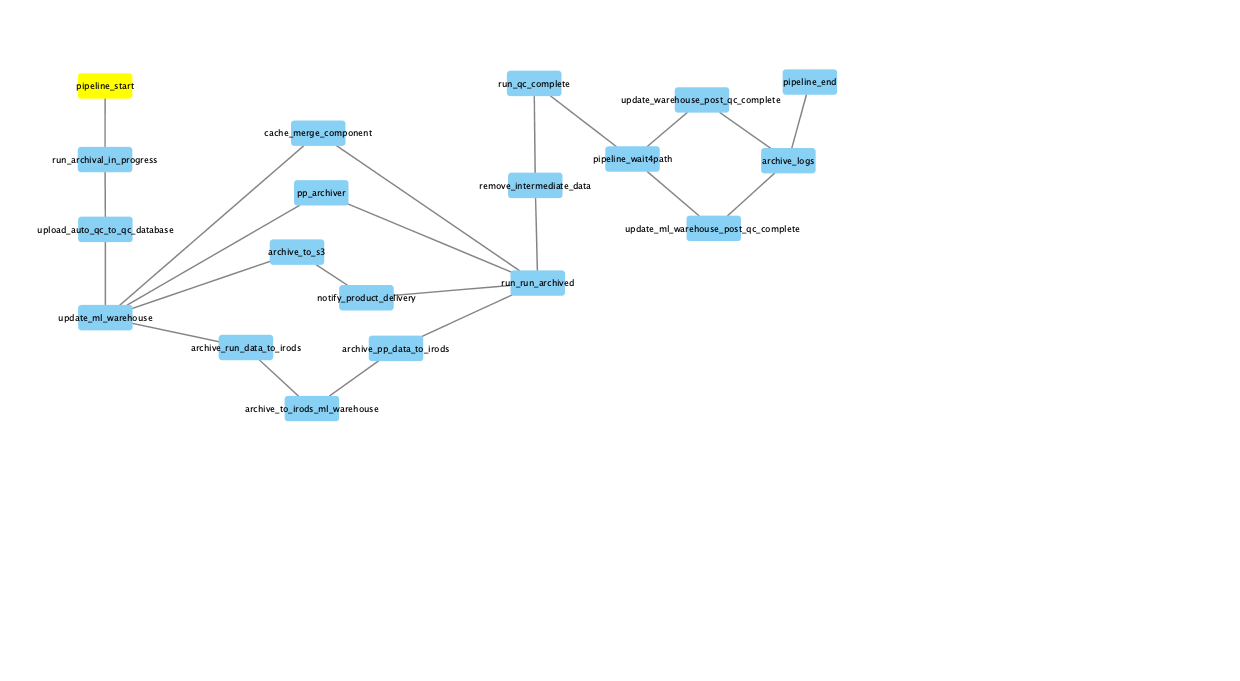 pipeline_start
run_archival_in_progress
upload_auto_qc_to_qc_database
update_ml_warehouse
cache_merge_component
pp_archiver
archive_to_s3
notify_product_delivery
archive_run_data_to_irods
archive_pp_data_to_irods
archive_to_irods_ml_warehouse
run_run_archived
remove_intermediate_data
run_qc_complete
pipeline_wait4path
update_warehouse_post_qc_complete
update_ml_warehouse_post_qc_complete
archive_logs
pipeline_end